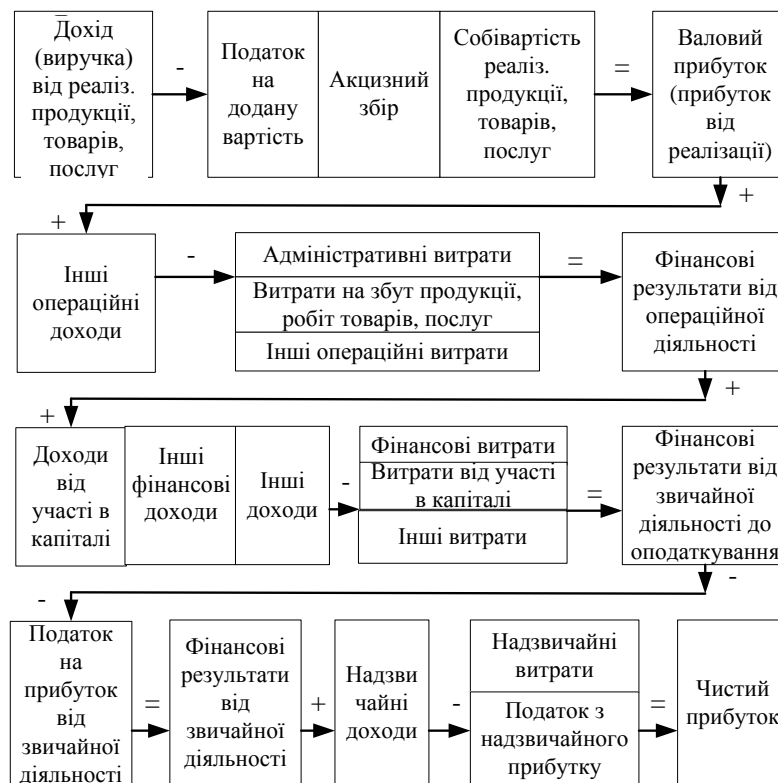 Дохід
(виручка)
від реаліз.
продукції,
товарів,
послуг
-
Податок
на
додану
вартість
Акцизний
збір
Собівартість
реаліз.
продукції,
товарів,
послуг
=
Валовий
прибуток
(прибуток
від
реалізації)
+
+
Інші
операційні
доходи
-
Адміністративні витрати
Витрати на збут продукції,
робіт товарів, послуг
Інші операційні витрати
=
Фінансові
результати від
операційної
діяльності
+
+
Доходи
від
участі в
капіталі
Інші
фінансові
доходи
Інші
доходи
-
Фінансові витрати
Витрати від участі
в капіталі
Інші витрати
=
Фінансові
результати від
звичайної
діяльності до
оподаткування
-
-
Податок
на
прибуток
від
звичайної
діяльності
=
Фінансові
результати
від
звичайної
діяльності
+
Надзви
чайні
доходи
-
Надзвичайні
витрати
Податок з
надзвичайного
прибутку
=
Чистий
прибуток